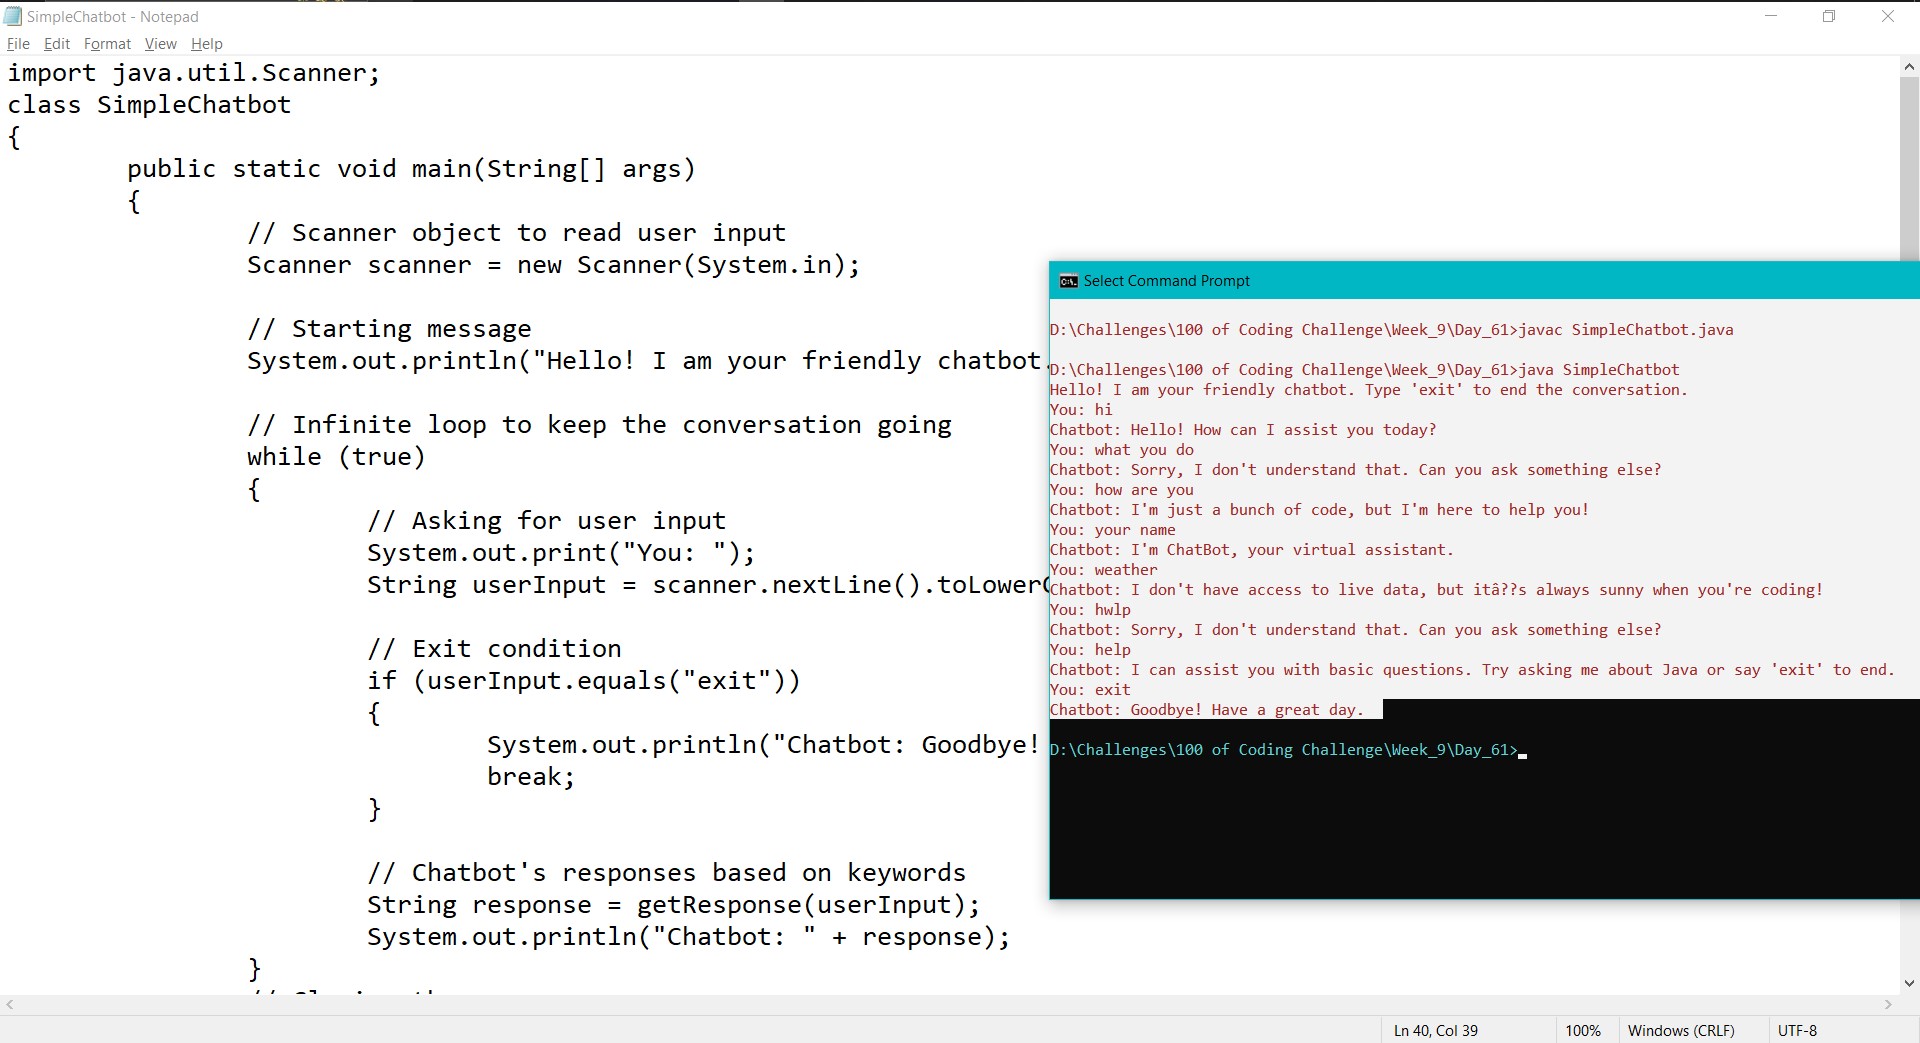 SimpleChatbot - Notepad
File Edit Format View Help
import java.util.Scanner;
class SimpleChatbot
{
public static void main(String[] args)
{
// Scanner object to read user input
Scanner scanner = new Scanner(System.in);
// Starting message
System.out.println("Hello! I am your friendly chatbot.
// Infinite loop to keep the conversation going
while (true)
{
// Asking for user input
System.out.print("You: ");
String userInput = scanner.nextLine().toLower
// Exit condition
if (userInput.equals("exit"))
{
System.out.println("Chatbot: Goodbye!
break;
}
// Chatbot's responses based on keywords
String response = getResponse(userInput);
System.out.println("Chatbot: " + response);
}
Select Command Prompt
D:\Challenges\100 of Coding Challenge\Week_9\Day_61>javac SimpleChatbot.java
D:\Challenges\100 of Coding Challenge\Week_9\Day_61>java SimpleChatbot
Hello! I am your friendly chatbot. Type 'exit' to end the conversation.
You: hi
Chatbot: Hello! How can I assist you today?
You: what you do
Chatbot: Sorry, I don't understand that. Can you ask something else?
You: how are you
Chatbot: I'm just a bunch of code, but I'm here to help you!
You: your name
Chatbot: I'm ChatBot, your virtual assistant.
You: weather
Chatbot: I don't have access to live data, but itâ??s always sunny when you're coding!
You: hwlp
Chatbot: Sorry, I don't understand that. Can you ask something else?
You: help
Chatbot: I can assist you with basic questions. Try asking me about Java or say 'exit' to end.
You: exit
Chatbot: Goodbye! Have a great day.
D:\Challenges\100 of Coding Challenge\Week_9\Day_61>
Ln 40, Col 39
100%
Windows (CRLF)
UTF-8